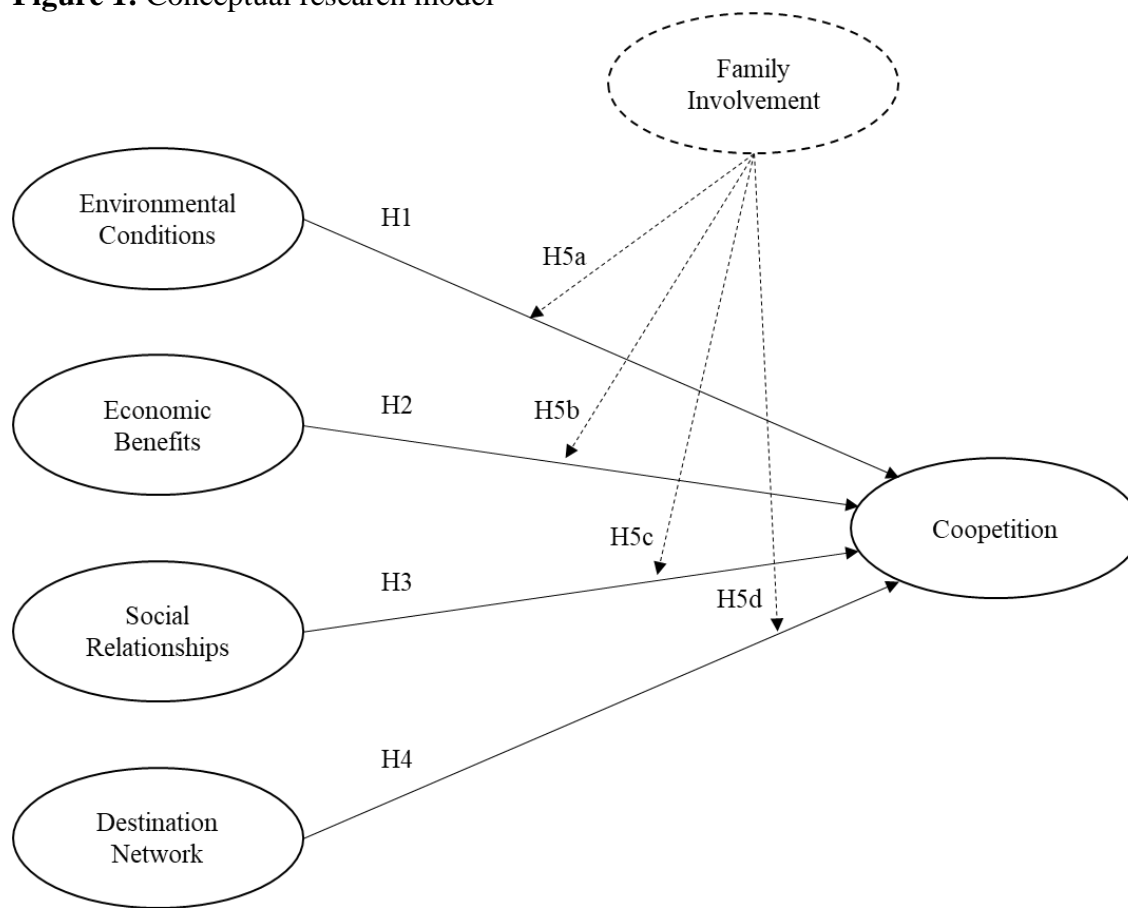 Figure 1. Conceptual research model
Family
Involvement
Environmental
Conditions
H1
H5a
Economic
Benefits
H2
H5b
Coopetition
H5c
Social
Relationships
H3
H5d
Destination
Network
H4